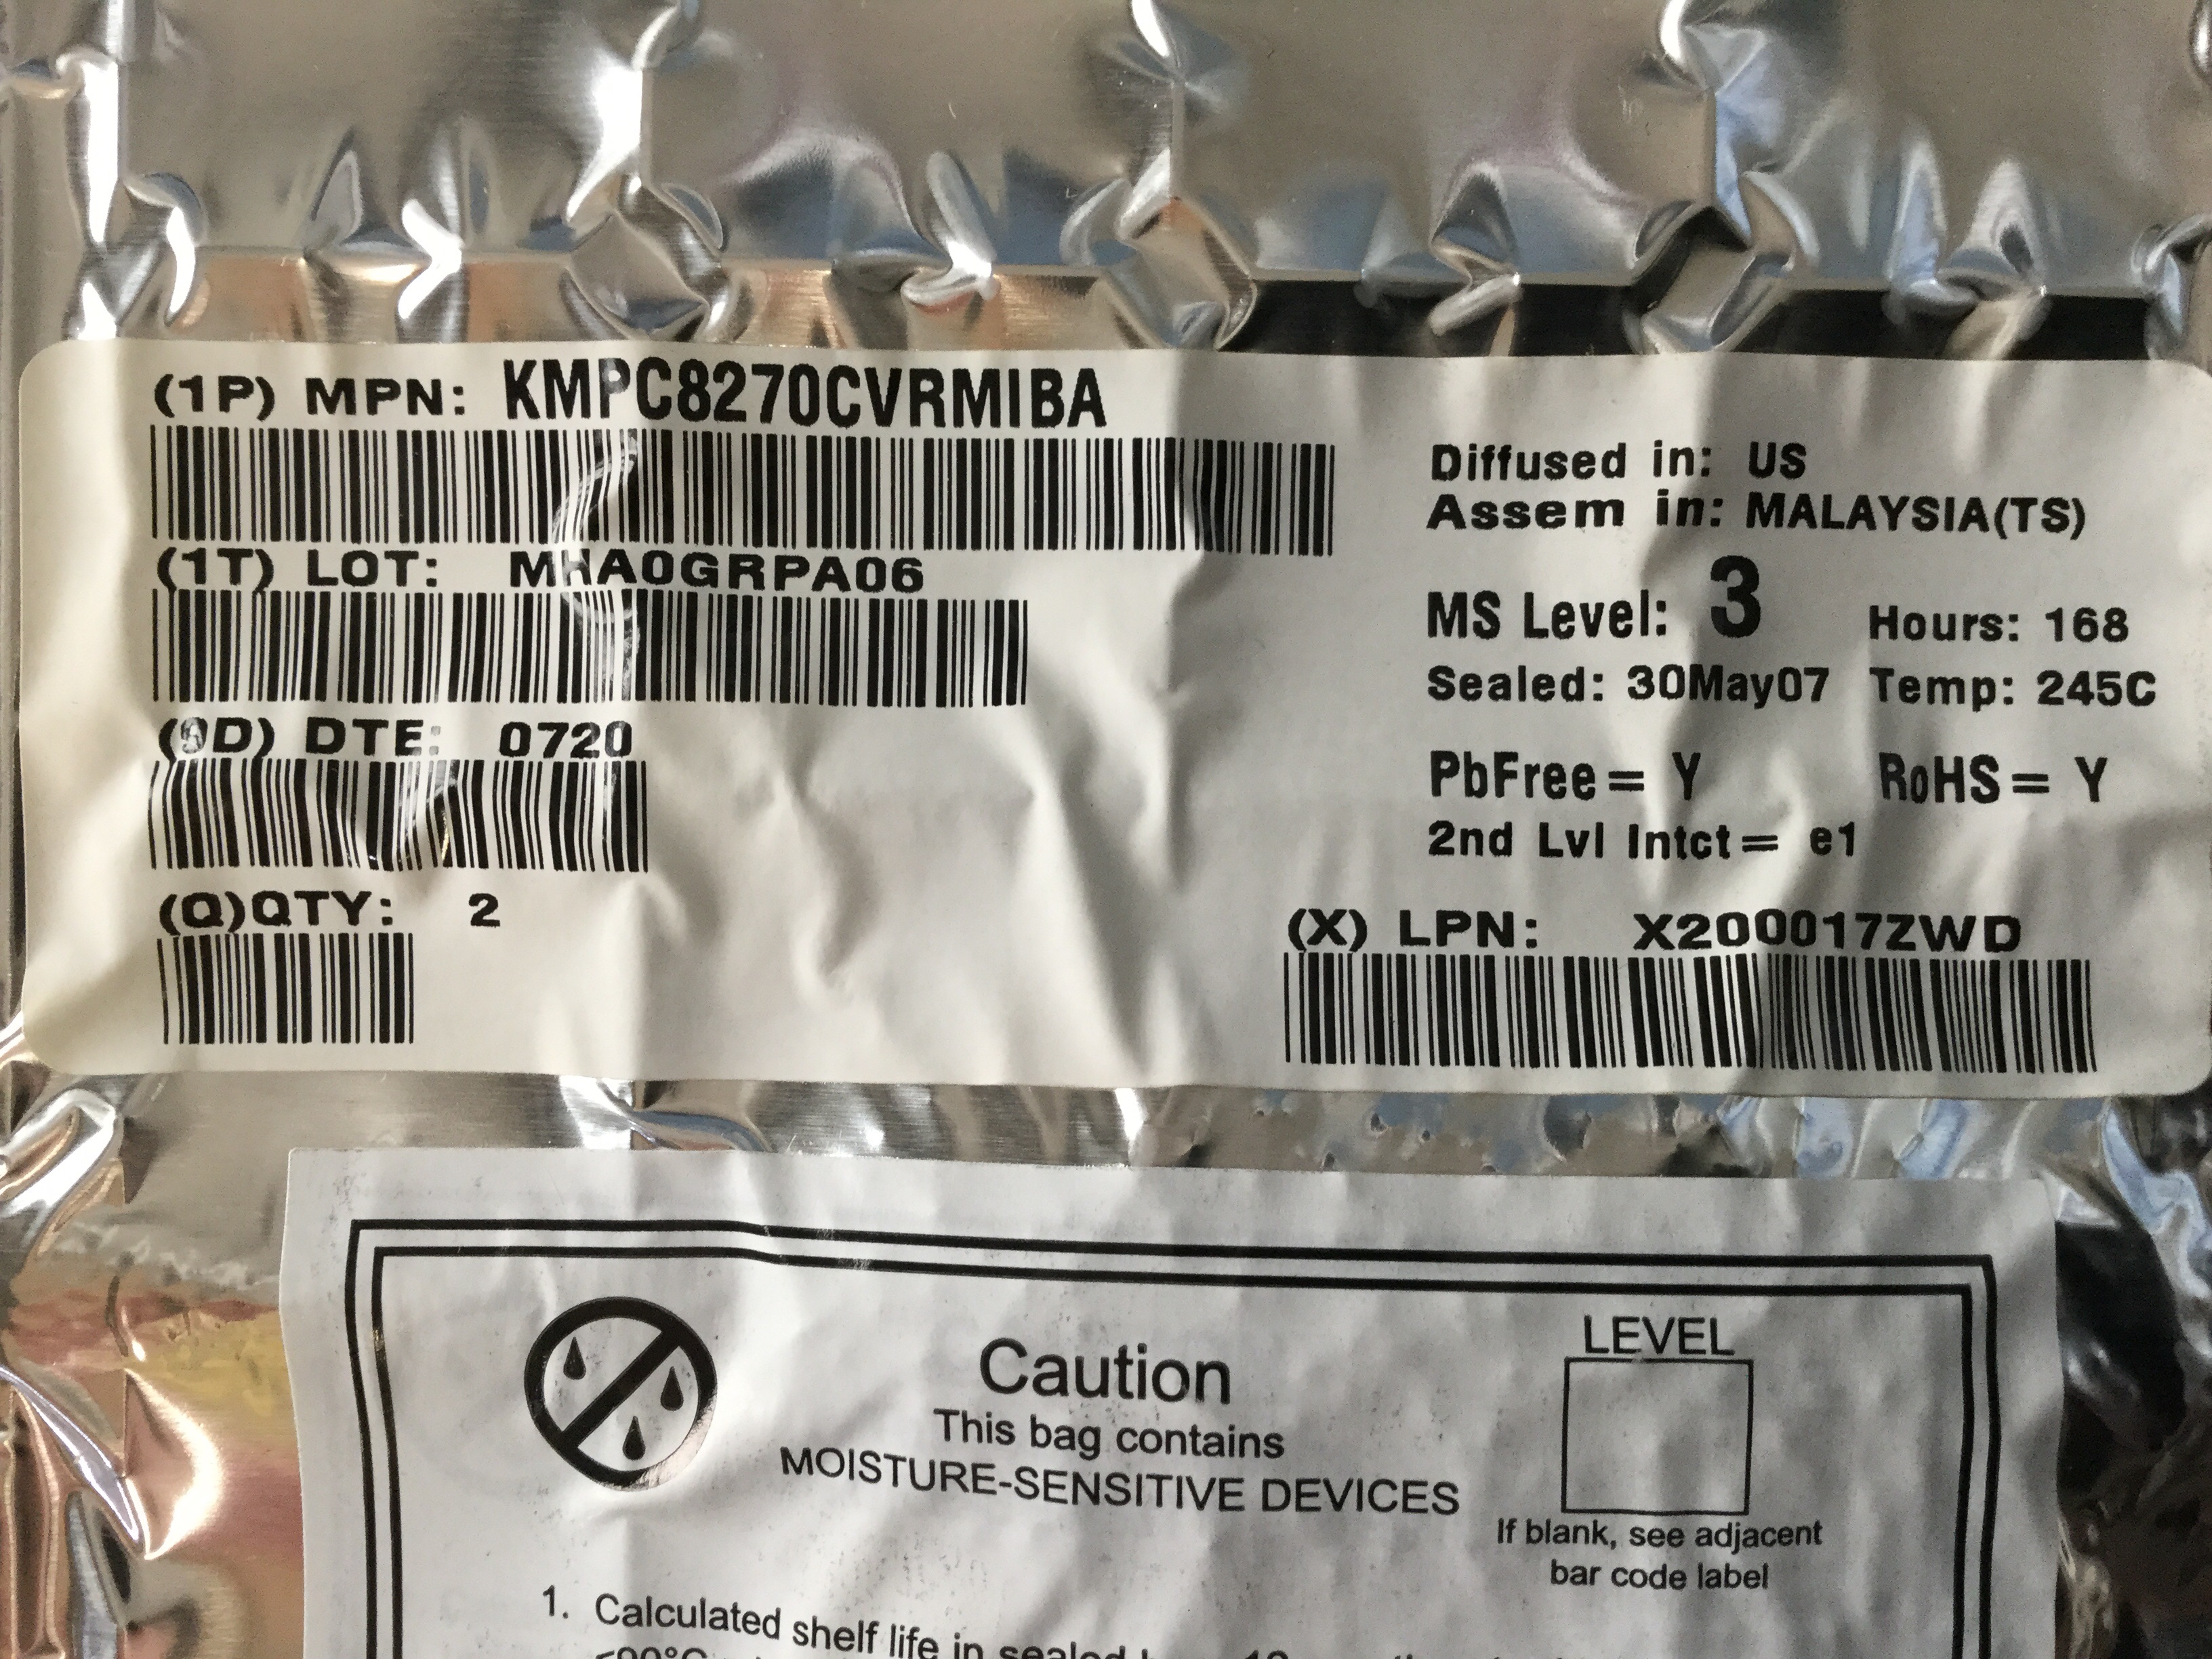 (1P) MPN: KMPC8270CVRMIBA
Diffused in: US
Assem in: MALAYSIA(TS)
(1T) LOT: MHA0GRPA06
MS Level: 3 Hours: 168
Sealed: 30May07 Temp: 245C
(9D) DTE: 0720
PbFree= Y RoHS= Y
2nd Lvl Intct= e1
(Q)QTY: 2
(X) LPN: X200017ZWD
Caution
This bag contains
MOISTURE-SENSITIVE DEVICES
LEVEL
If blank, see adjacent
bar code label
1. Calculated shelf life in sealed